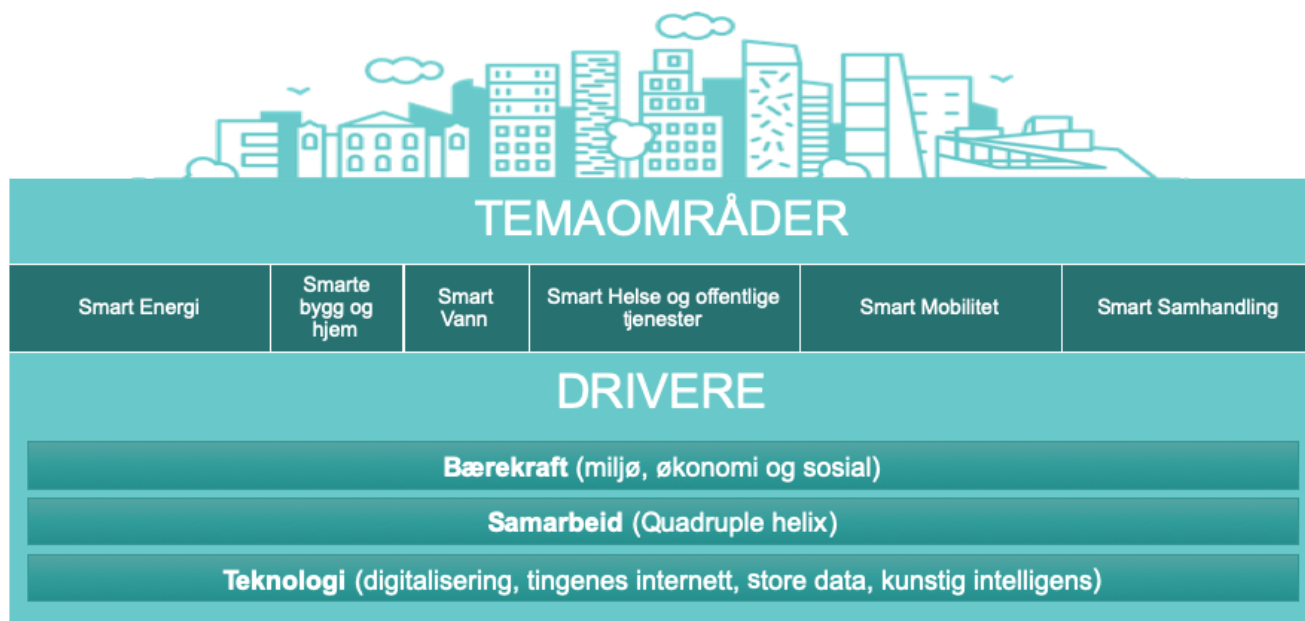 TEMAOMRÅDER
Smart Energi
Smarte
bygg og
hjem
Smart
Vann
Smart Helse og offentlige
tjenester
Smart Mobilitet
Smart Samhandling
DRIVERE
Bærekraft (miljø, økonomi og sosial)
Samarbeid (Quadruple helix)
Teknologi (digitalisering, tingenes internett, store data, kunstig intelligens)